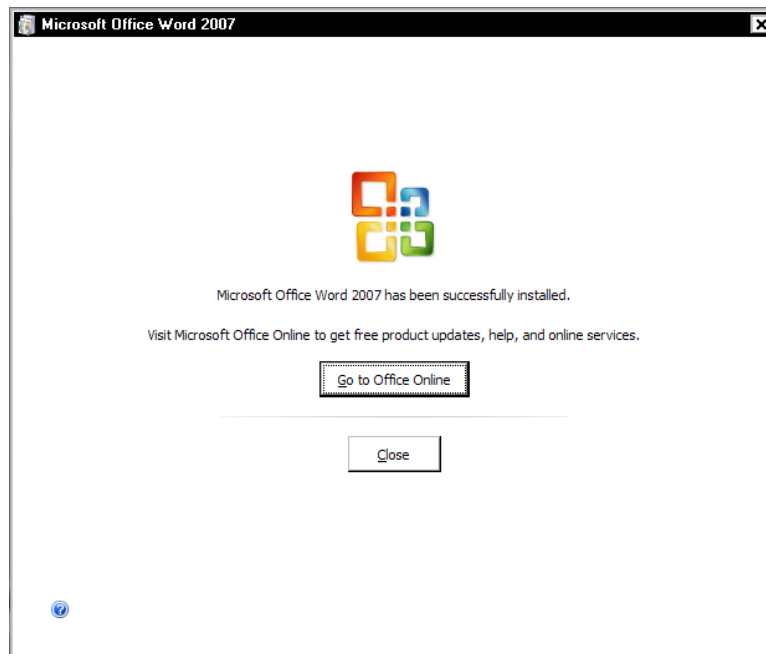 Microsoft Office Word 2007
Microsoft Office Word 2007 has been successfully installed.
Visit Microsoft Office Online to get free product updates, help, and online services.
Go to Office Online
Close